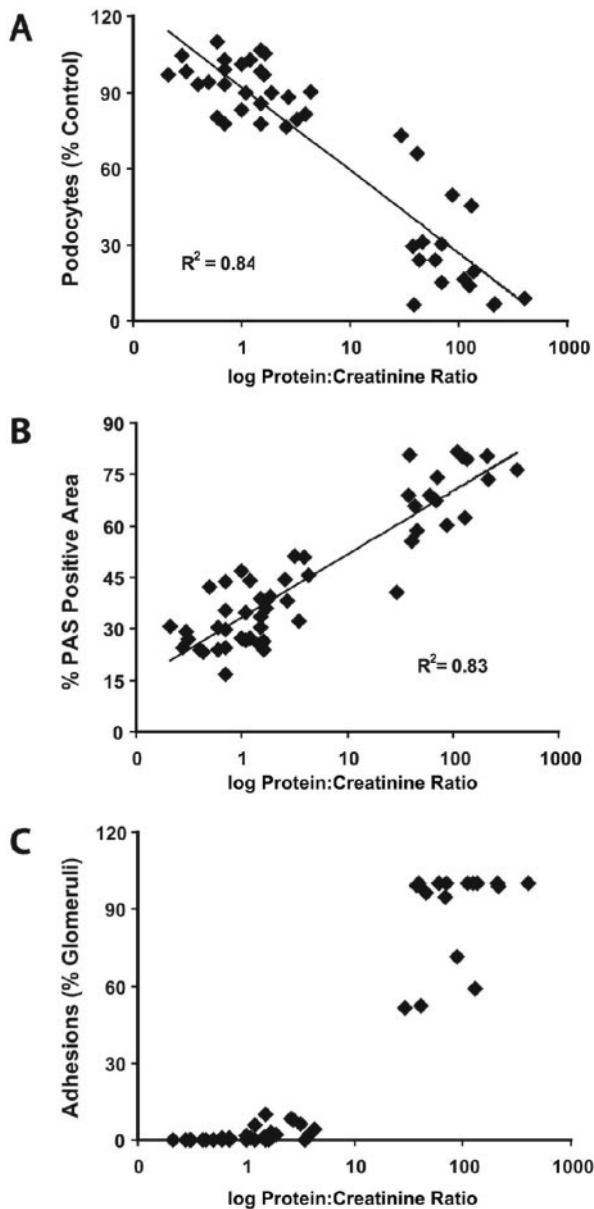 A
Podocytes (% Control)
120
90
60
30
0
R² = 0.84
0 1 10 100 1000
log Protein:Creatinine Ratio
B
% PAS Positive Area
90
75
60
45
30
15
0
R² = 0.83
0 1 10 100 1000
log Protein:Creatinine Ratio
C
Adhesions (% Glomeruli)
120
90
60
30
0
0 1 10 100 1000
log Protein:Creatinine Ratio